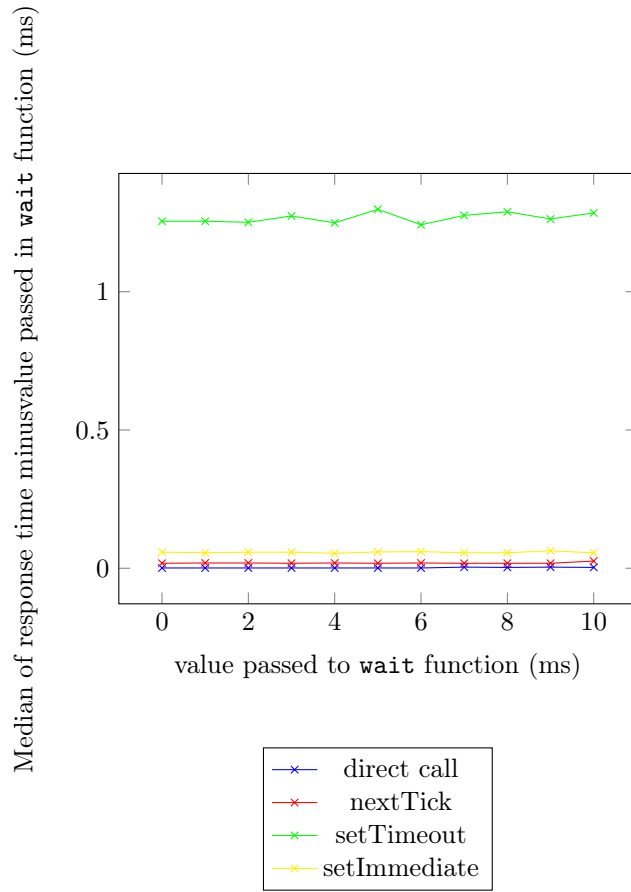 Median of response time minusvalue passed in wait function (ms)
1
0.5
0
0 2 4 6 8 10
value passed to wait function (ms)
direct call
nextTick
setTimeout
setImmediate